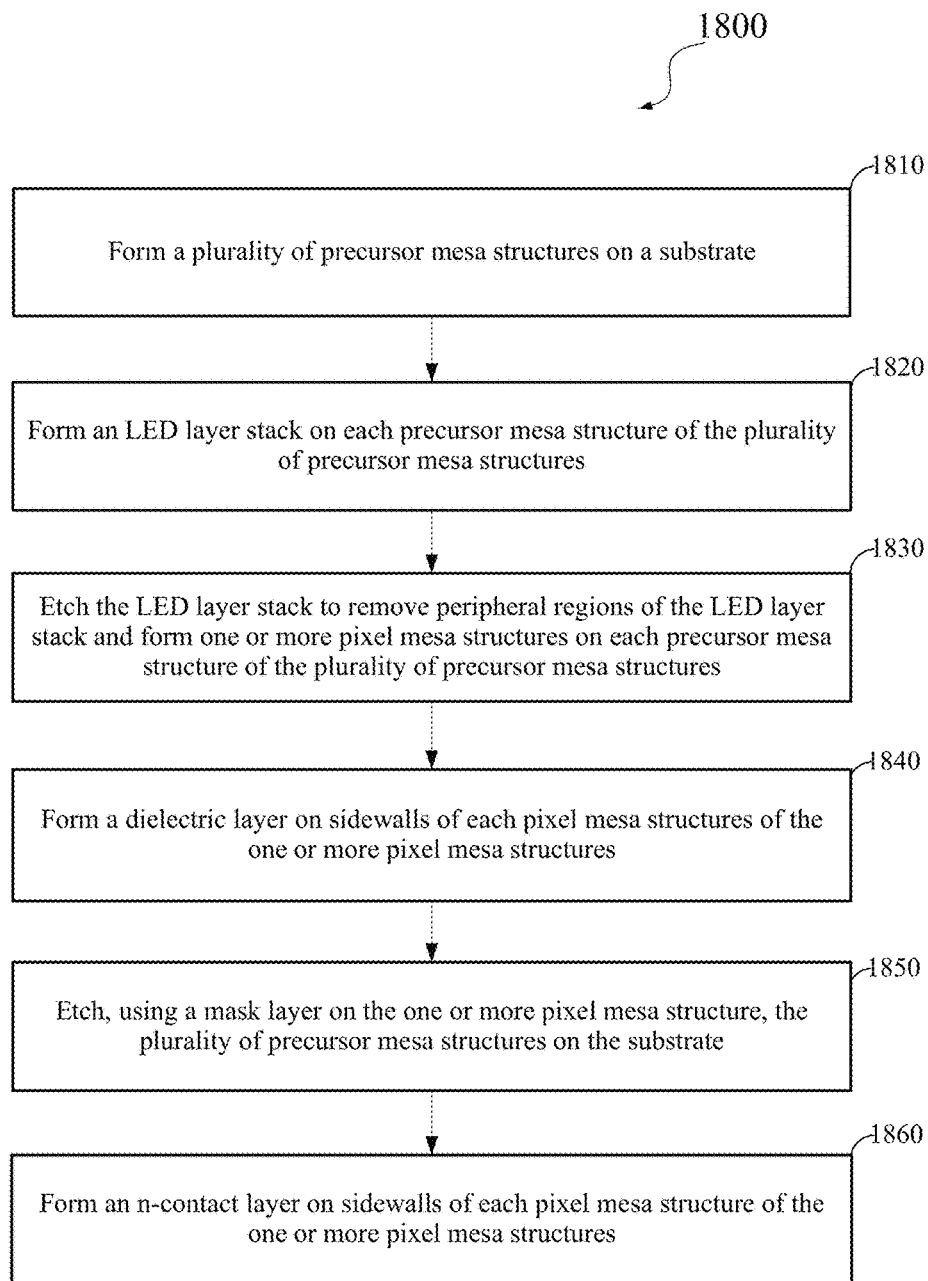 1800
1810
Form a plurality of precursor mesa structures on a substrate
1820
Form an LED layer stack on each precursor mesa structure of the plurality
of precursor mesa structures
1830
Etch the LED layer stack to remove peripheral regions of the LED layer
stack and form one or more pixel mesa structures on each precursor mesa
structure of the plurality of precursor mesa structures
1840
Form a dielectric layer on sidewalls of each pixel mesa structures of the
one or more pixel mesa structures
1850
Etch, using a mask layer on the one or more pixel mesa structure, the
plurality of precursor mesa structures on the substrate
1860
Form an n-contact layer on sidewalls of each pixel mesa structure of the
one or more pixel mesa structures